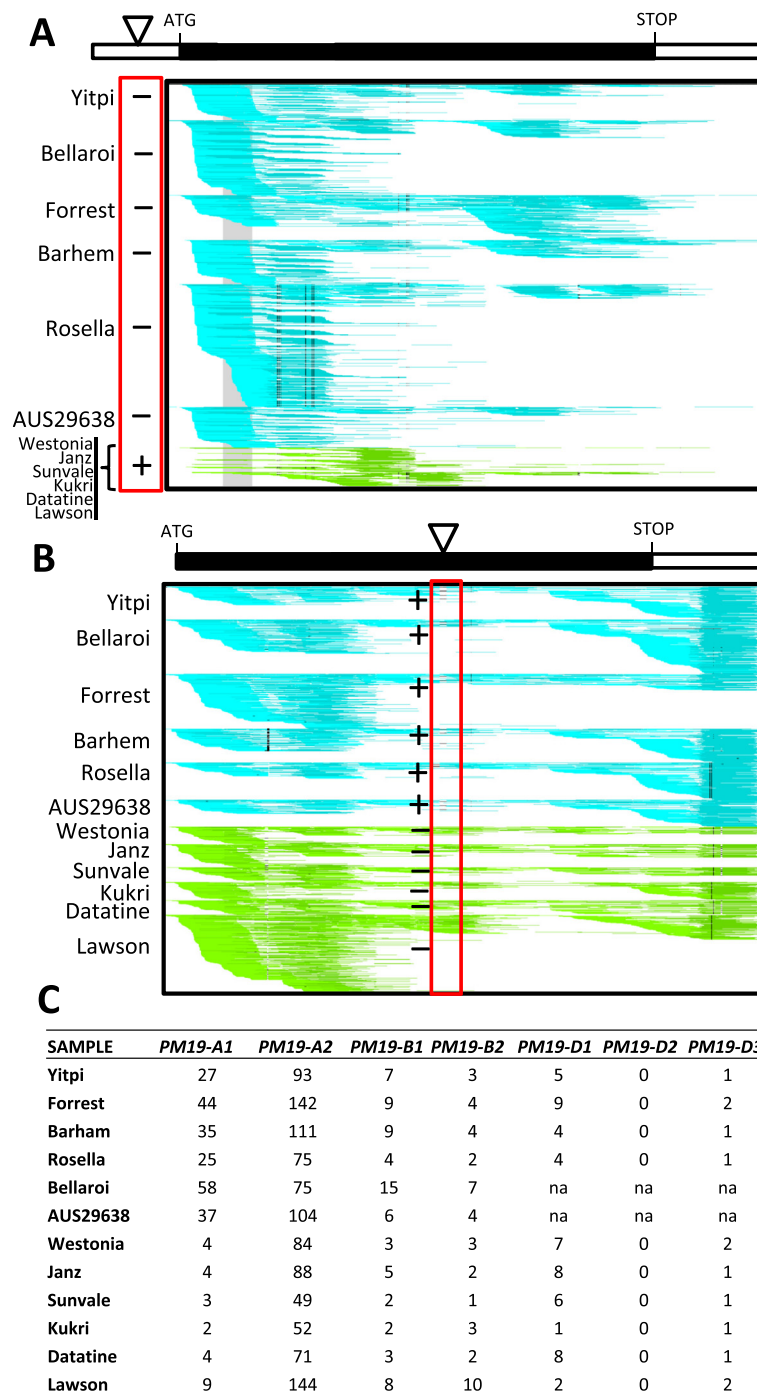 A
ATG STOP
Yitpi −
Bellaroi −
Forrest −
Barhem −
Rosella −
AUS29638 −
Westonia
Janz
Sunvale +
Kukri
Datatine
Lawson
B
ATG STOP
Yitpi +
Bellaroi +
Forrest +
Barhem +
Rosella +
AUS29638 +
Westonia −
Janz −
Sunvale −
Kukri −
Datatine −
Lawson −
C
SAMPLE PM19-A1 PM19-A2 PM19-B1 PM19-B2 PM19-D1 PM19-D2 PM19-D3
Yitpi 27 93 7 3 5 0 1
Forrest 44 142 9 4 9 0 2
Barham 35 111 9 4 4 0 1
Rosella 25 75 4 2 4 0 1
Bellaroi 58 75 15 7 na na na
AUS29638 37 104 6 4 na na na
Westonia 4 84 3 3 7 0 2
Janz 4 88 5 2 8 0 1
Sunvale 3 49 2 1 6 0 1
Kukri 2 52 2 3 1 0 1
Datatine 4 71 3 2 8 0 1
Lawson 9 144 8 10 2 0 2